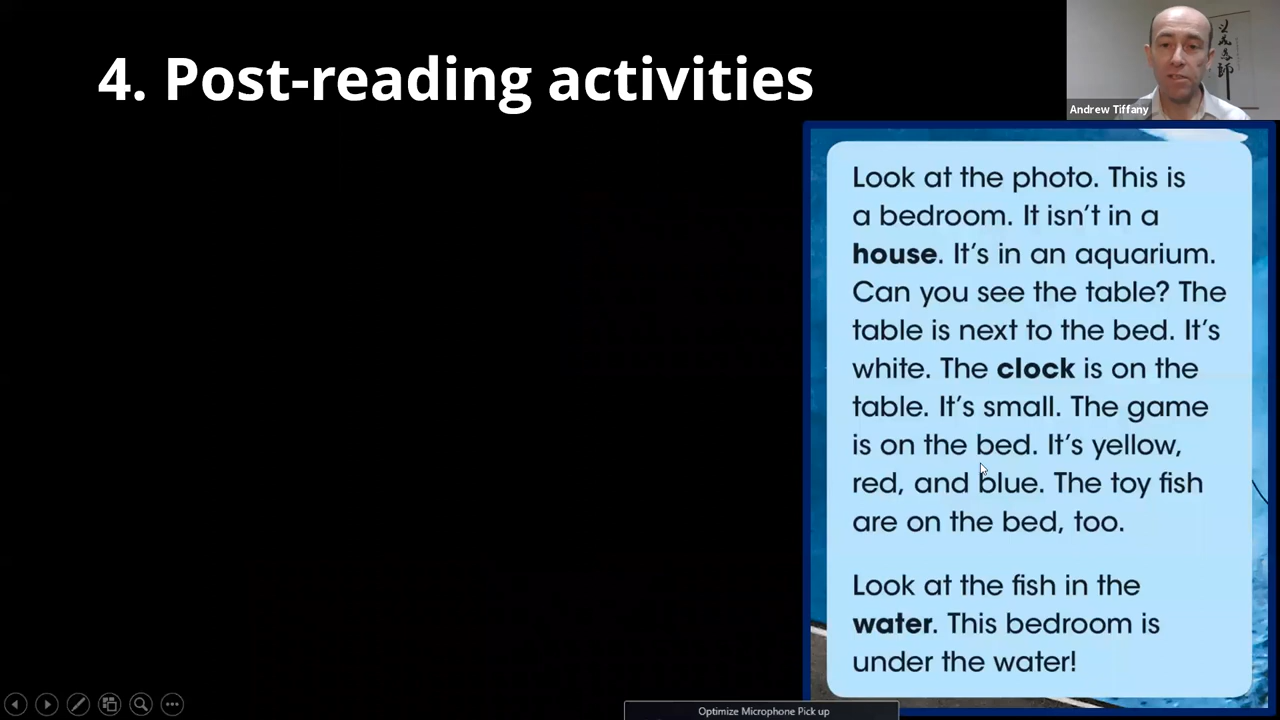 4. Post-reading activities
Andrew Tiffany
Look at the photo. This is
a bedroom. It isn't in a
house. It's in an aquarium.
Can you see the table? The
table is next to the bed. It's
white. The clock is on the
table. It's small. The game
is on the bed. It's yellow,
red, and blue. The toy fish
are on the bed, too.
Look at the fish in the
water. This bedroom is
under the water!
Optimize Microphone Pick up